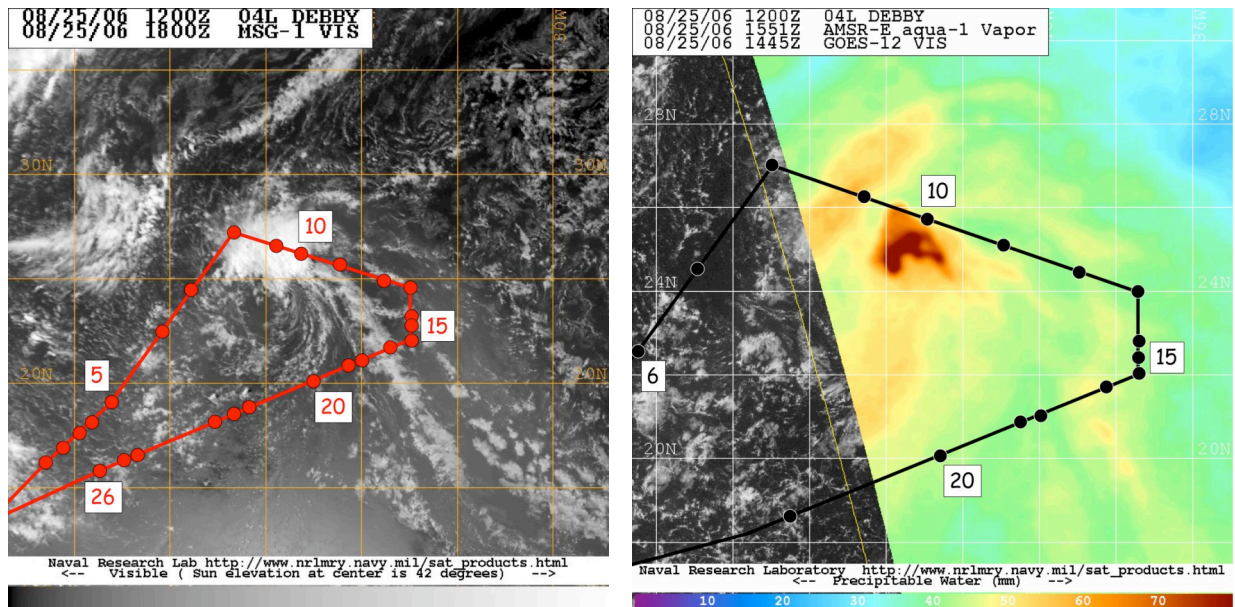 08/25/06 1200Z 04L DEBBY
08/25/06 1800Z MSG-1 VIS
30N
30N
10
15
5
20N
20N
20
26
Naval Research Lab http://www.nrlmry.navy.mil/sat_products.html
<-- Visible ( Sun elevation at center is 42 degrees) -->
08/25/06 1200Z 04L DEBBY
08/25/06 1551Z AMSR-E aqua-1 Vapor
08/25/06 1445Z GOES-12 VIS
28N
28N
10
24N
24N
15
6
20N
20N
20
Naval Research Laboratory http://www.nrlmry.navy.mil/sat_products.html
<-- Precipitable Water (mm) -->
10 20 30 40 50 60 70